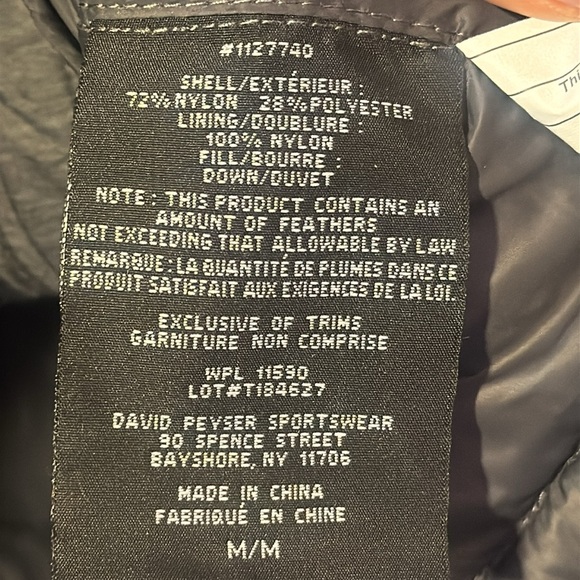 #1127740
SHELL/EXTÉRIEUR :
72% NYLON 28% POLYESTER
LINING/DOUBLURE :
100% NYLON
FILL/BOURRE :
DOWN/DUVET
NOTE : THIS PRODUCT CONTAINS AN
AMOUNT OF FEATHERS
NOT EXCEEDING THAT ALLOWABLE BY LAW
REMARQUE : LA QUANTITÉ DE PLUMES DANS CE
PRODUIT SATISFAIT AUX EXIGENCES DE LA LOI.
EXCLUSIVE OF TRIMS
GARNITURE NON COMPRISE
WPL 11590
LOT#T184627
DAVID PEYSER SPORTSWEAR
90 SPENCE STREET
BAYSHORE, NY 11706
MADE IN CHINA
FABRIQUÉ EN CHINE
M/M